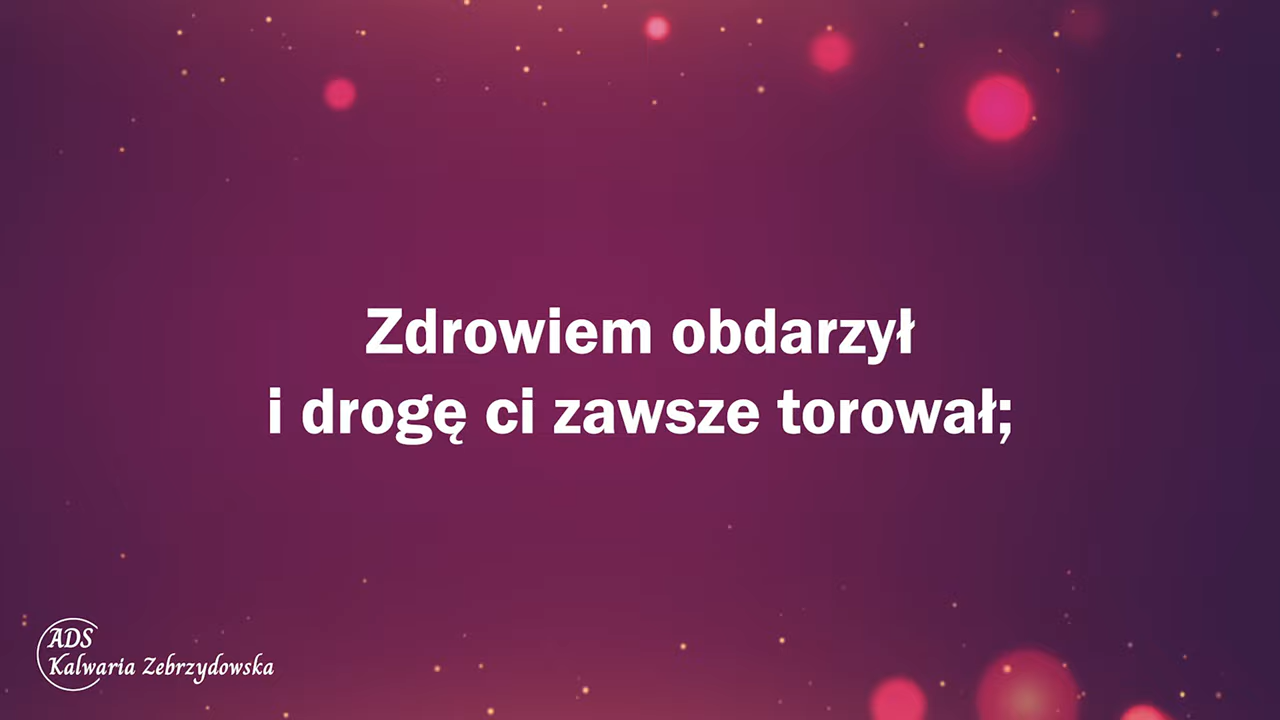 Zdrowiem obdarzył
i drogę ci zawsze torował;
ADS
Kalwaria Zebrzydowska